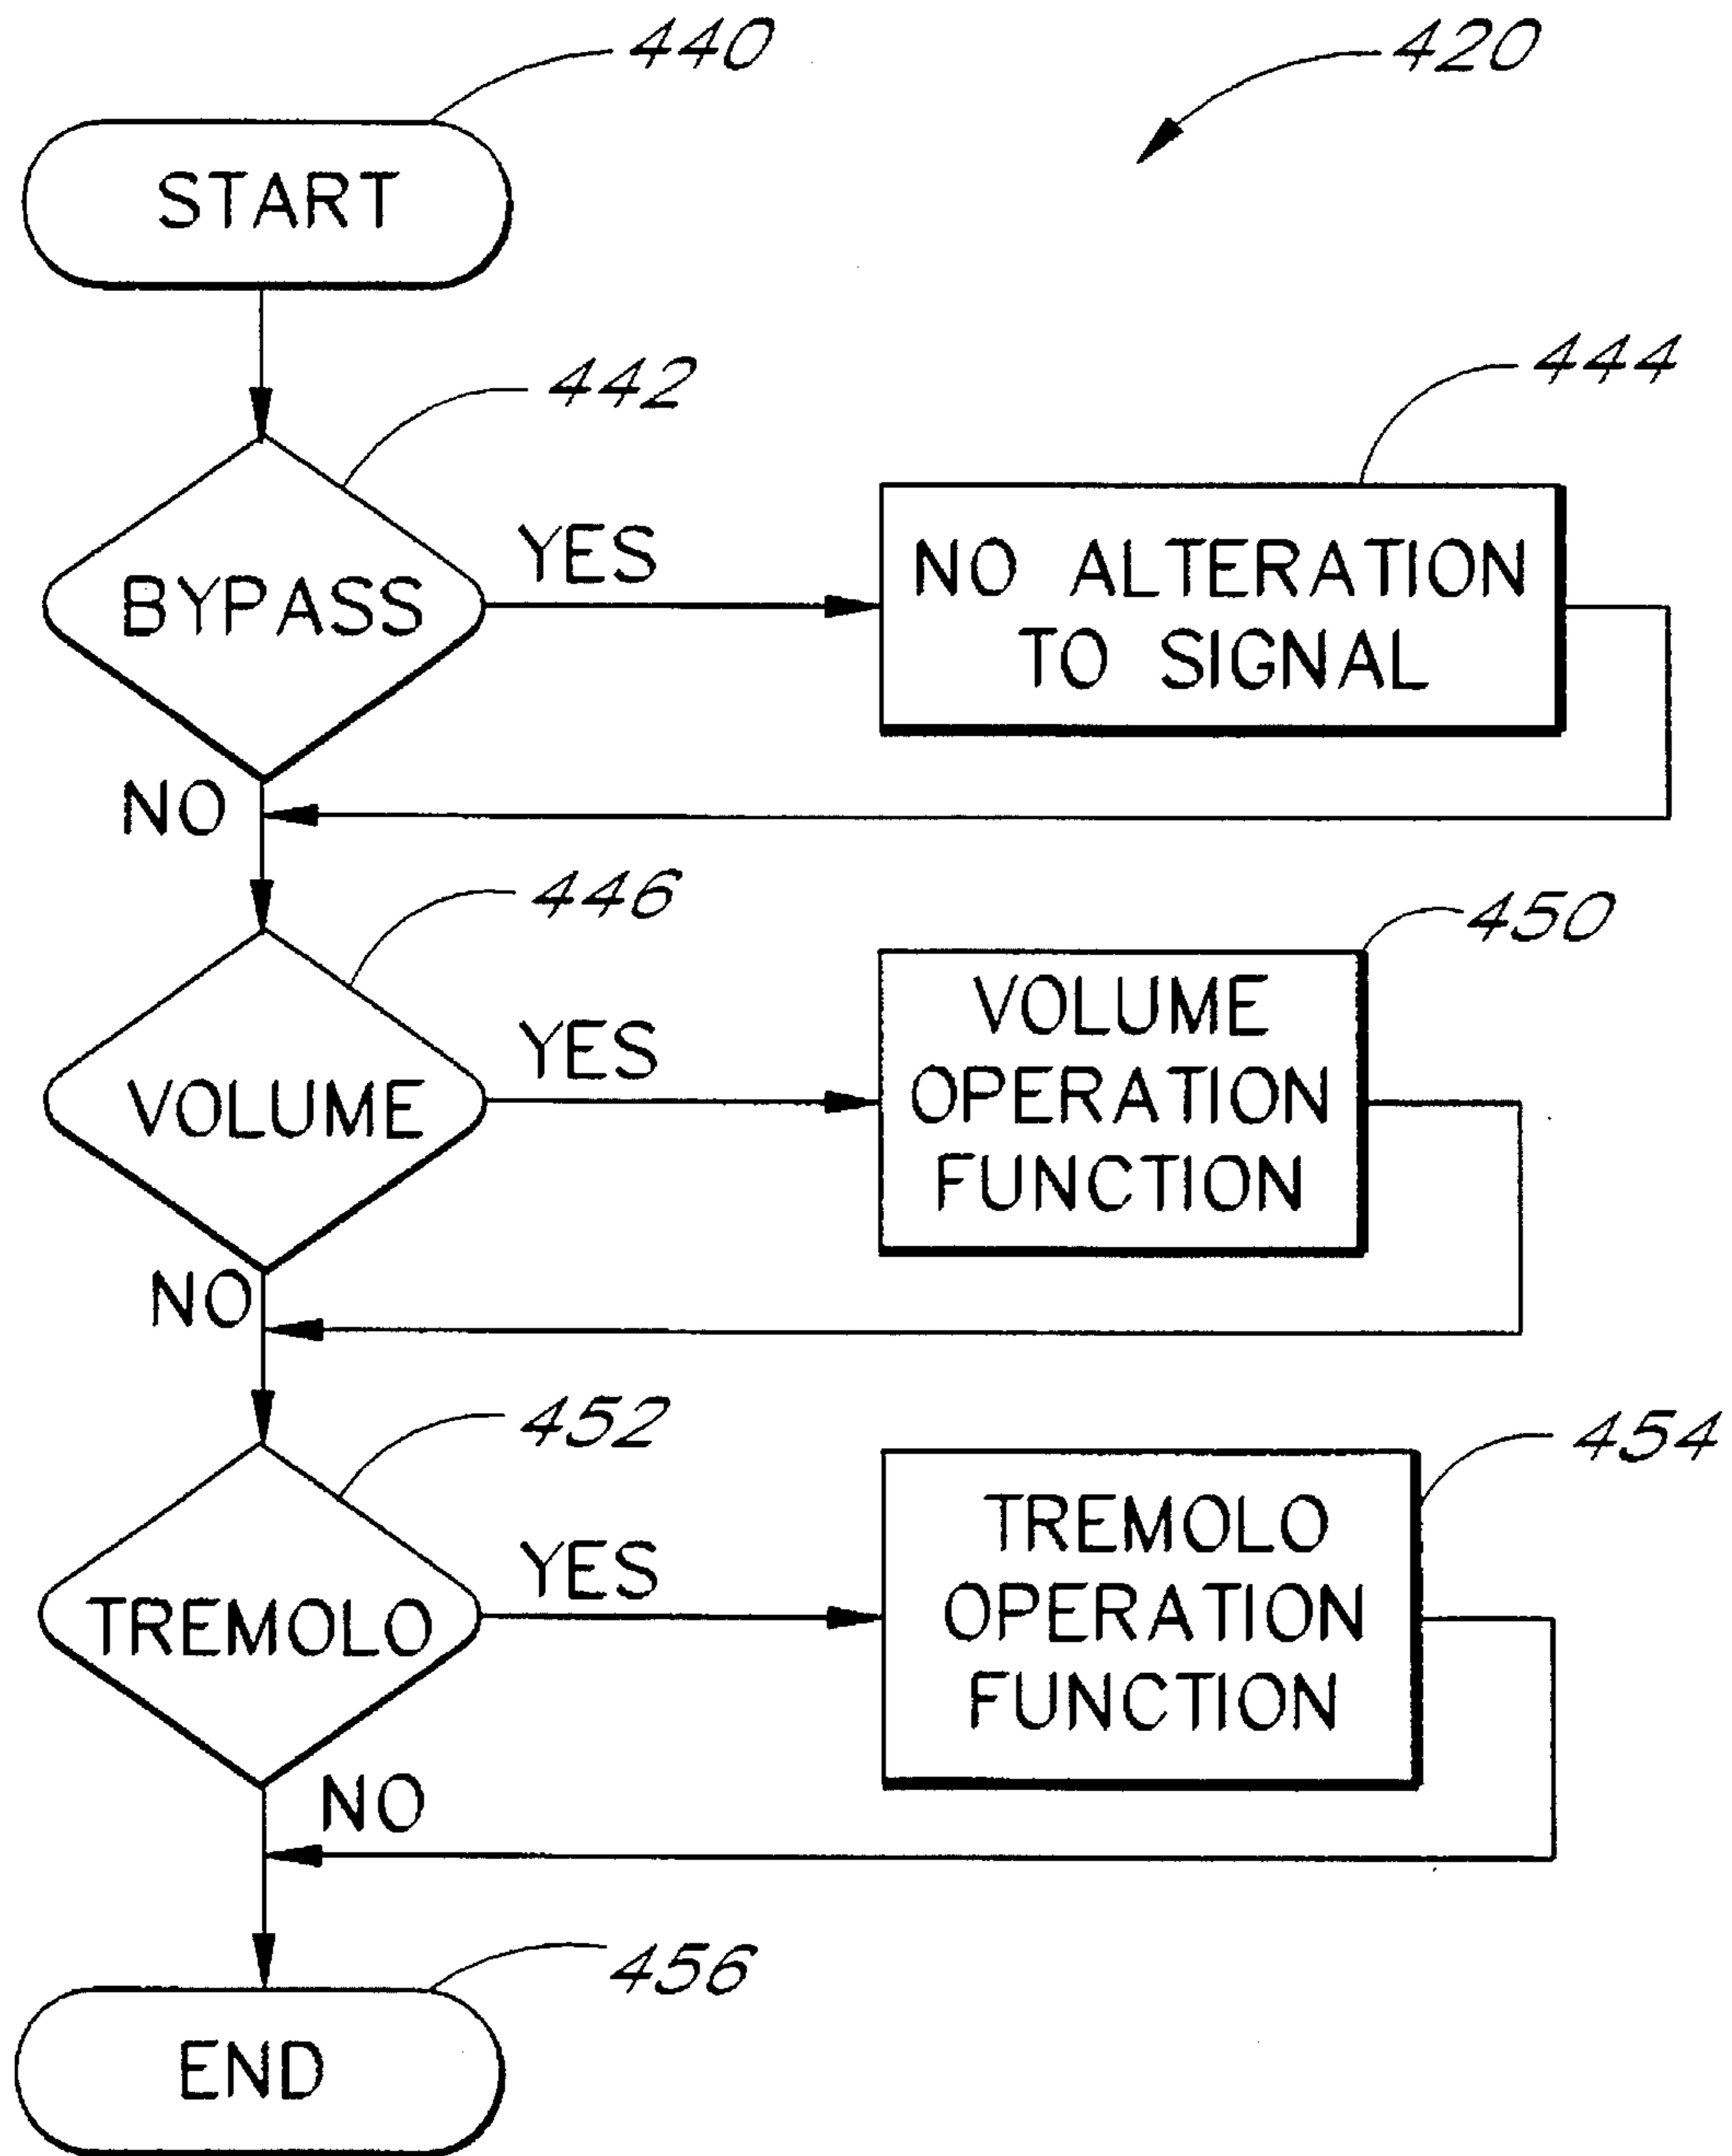 440
420
START
442
444
YES
BYPASS
NO ALTERATION
TO SIGNAL
NO
446
450
YES
VOLUME
VOLUME
OPERATION
FUNCTION
NO
452
454
YES
TREMOLO
TREMOLO
OPERATION
FUNCTION
NO
456
END